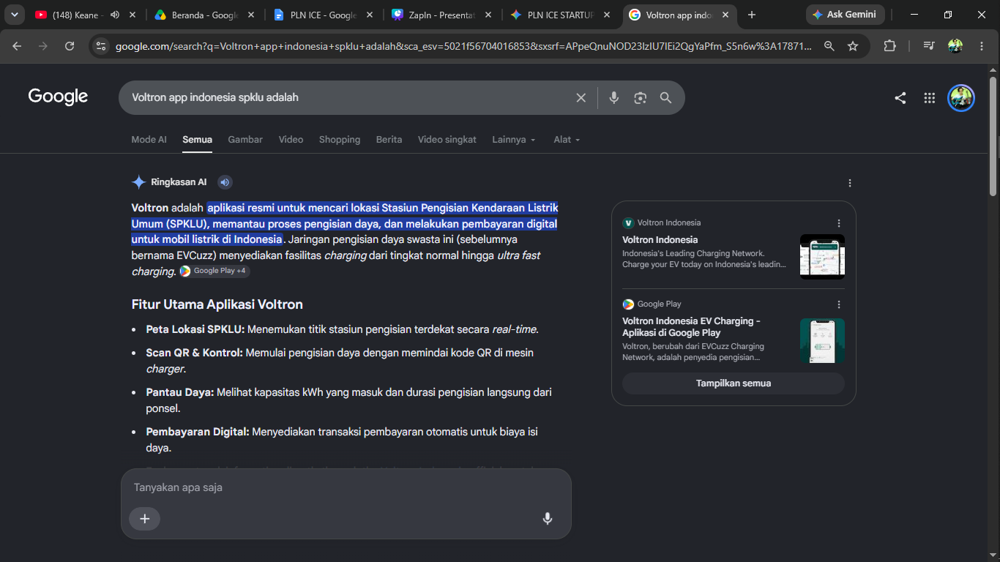 (148) Keane -
Beranda - Google
PLN ICE - Google
ZapIn - Presentat
PLN ICE STARTUP
Voltron app indo
Ask Gemini
google.com/search?q=Voltron+app+indonesia+spklu+adalah&sca_esv=5021f56704016853&sxsrf=APpeQnuNOD23IzIU7IEi2QgYaPfm_S5n6w%3A17871...
Google
Voltron app indonesia spklu adalah
Mode AI
Semua
Gambar
Video
Shopping
Berita
Video singkat
Lainnya
Alat
Ringkasan AI
Voltron adalah aplikasi resmi untuk mencari lokasi Stasiun Pengisian Kendaraan Listrik
Umum (SPKLU), memantau proses pengisian daya, dan melakukan pembayaran digital
untuk mobil listrik di Indonesia. Jaringan pengisian daya swasta ini (sebelumnya
bernama EVCuzz) menyediakan fasilitas charging dari tingkat normal hingga ultra fast
charging. Google Play +4
Fitur Utama Aplikasi Voltron
Peta Lokasi SPKLU: Menemukan titik stasiun pengisian terdekat secara real-time.
Scan QR & Kontrol: Memulai pengisian daya dengan memindai kode QR di mesin
charger.
Pantau Daya: Melihat kapasitas kWh yang masuk dan durasi pengisian langsung dari
ponsel.
Pembayaran Digital: Menyediakan transaksi pembayaran otomatis untuk biaya isi
daya.
Tanyakan apa saja
Voltron Indonesia
Voltron Indonesia
Indonesia's Leading Charging Network.
Charge your EV today on Indonesia's leadin...
Google Play
Voltron Indonesia EV Charging -
Aplikasi di Google Play
Voltron, berubah dari EVCuzz Charging
Network, adalah penyedia pengisian...
Tampilkan semua